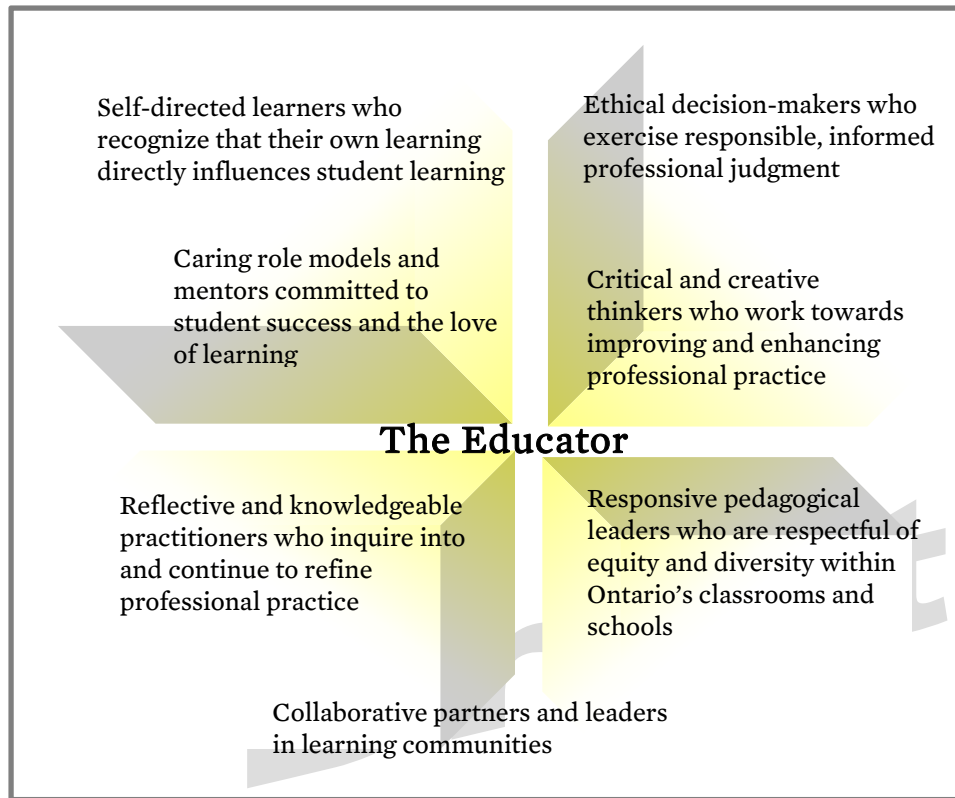 Self-directed learners who
recognize that their own learning
directly influences student learning
Ethical decision-makers who
exercise responsible, informed
professional judgment
Caring role models and
mentors committed to
student success and the love
of learning
Critical and creative
thinkers who work towards
improving and enhancing
professional practice
The Educator
Reflective and knowledgeable
practitioners who inquire into
and continue to refine
professional practice
Responsive pedagogical
leaders who are respectful of
equity and diversity within
Ontario’s classrooms and
schools
Collaborative partners and leaders
in learning communities